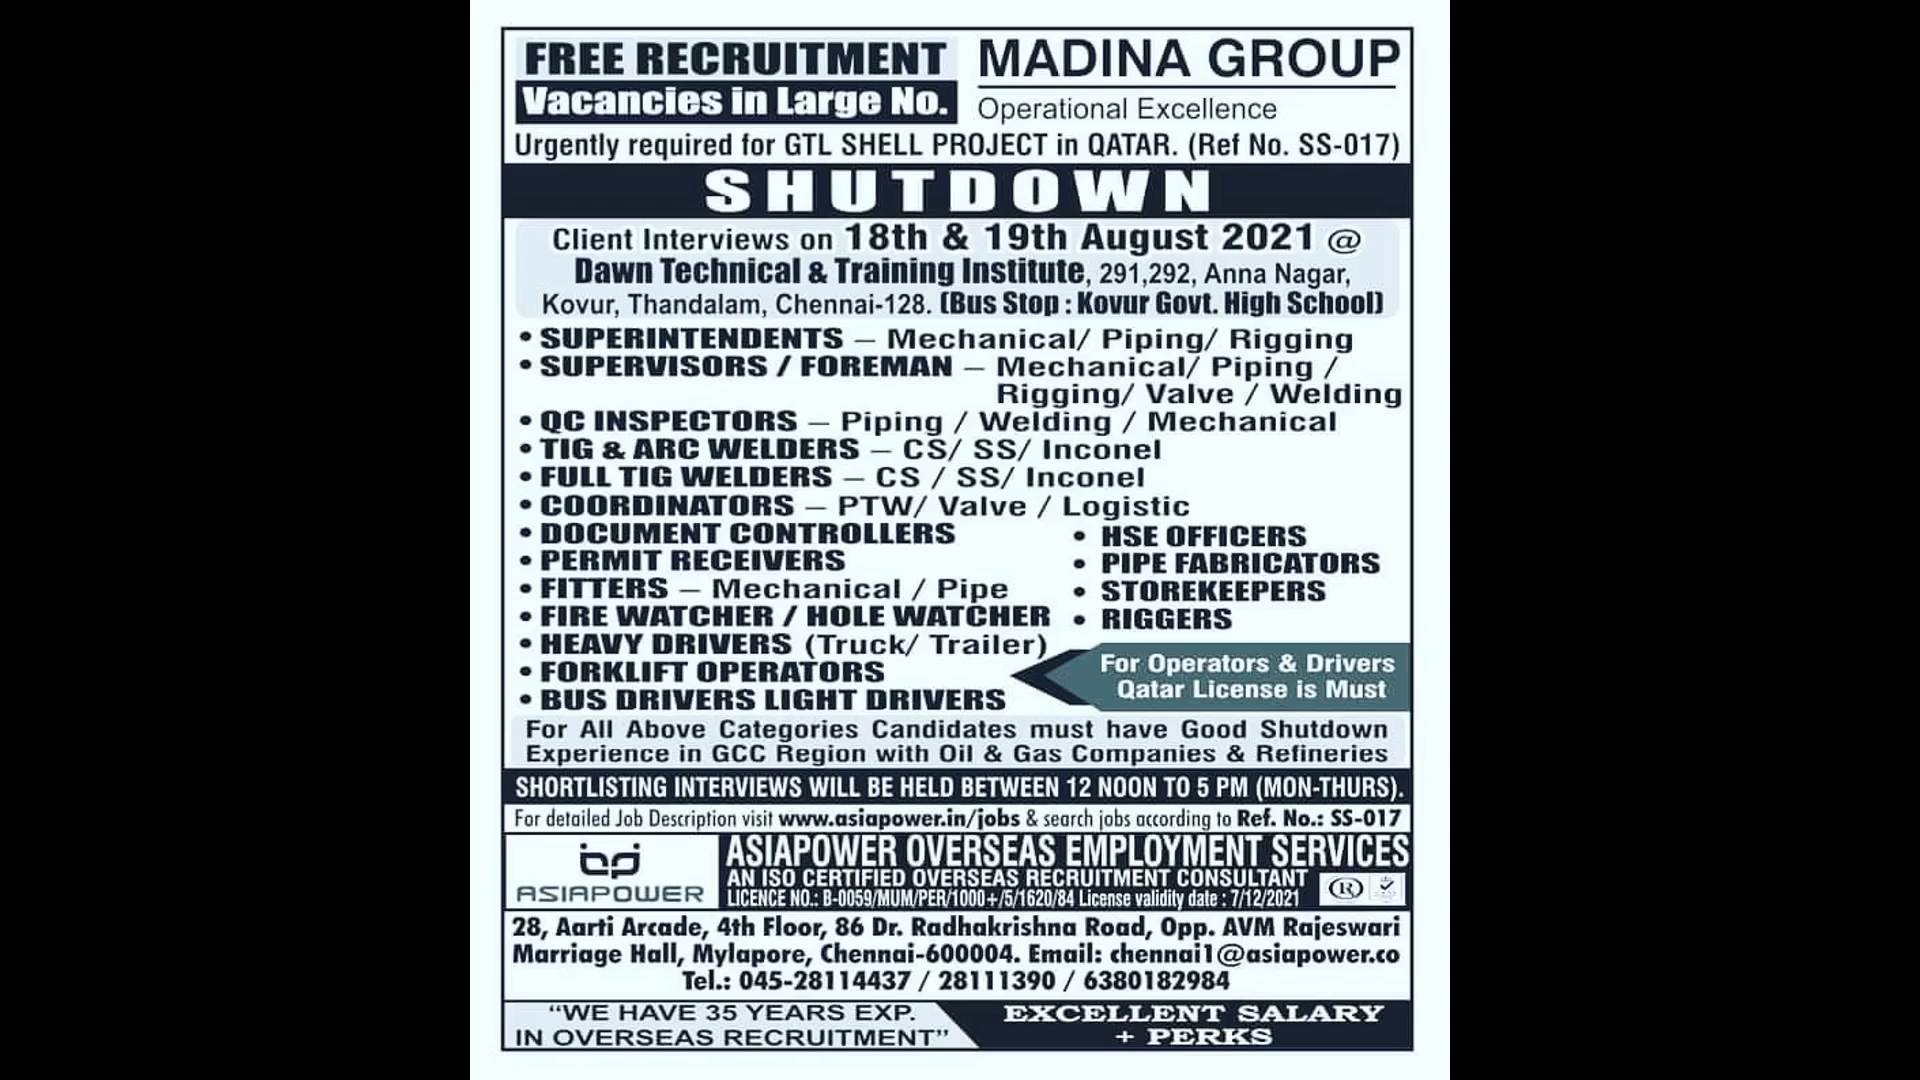 FREE RECRUITMENT
Vacancies in Large No.
MADINA GROUP
Operational Excellence
Urgently required for GTL SHELL PROJECT in QATAR. (Ref No. SS-017)
SHUTDOWN
Client Interviews on 18th & 19th August 2021 @
Dawn Technical & Training Institute, 291,292, Anna Nagar,
Kovur, Thandalam, Chennai-128. (Bus Stop : Kovur Govt. High School)
• SUPERINTENDENTS – Mechanical/ Piping/ Rigging
• SUPERVISORS / FOREMAN – Mechanical/ Piping /
Rigging/ Valve / Welding
• QC INSPECTORS – Piping / Welding / Mechanical
• TIG & ARC WELDERS – CS/ SS/ Inconel
• FULL TIG WELDERS – CS / SS/ Inconel
• COORDINATORS – PTW/ Valve / Logistic
• DOCUMENT CONTROLLERS
• PERMIT RECEIVERS
• FITTERS – Mechanical / Pipe
• FIRE WATCHER / HOLE WATCHER
• HEAVY DRIVERS (Truck/ Trailer)
• FORKLIFT OPERATORS
• BUS DRIVERS LIGHT DRIVERS
• HSE OFFICERS
• PIPE FABRICATORS
• STOREKEEPERS
• RIGGERS
For Operators & Drivers
Qatar License is Must
For All Above Categories Candidates must have Good Shutdown
Experience in GCC Region with Oil & Gas Companies & Refineries
SHORTLISTING INTERVIEWS WILL BE HELD BETWEEN 12 NOON TO 5 PM (MON-THURS).
For detailed Job Description visit www.asiapower.in/jobs & search jobs according to Ref. No.: SS-017
ASIAPOWER
ASIAPOWER OVERSEAS EMPLOYMENT SERVICES
AN ISO CERTIFIED OVERSEAS RECRUITMENT CONSULTANT
LICENCE NO.: B-0059/MUM/PER/1000+/5/1620/84 License validity date : 7/12/2021
R
28, Aarti Arcade, 4th Floor, 86 Dr. Radhakrishna Road, Opp. AVM Rajeswari
Marriage Hall, Mylapore, Chennai-600004. Email: chennai1@asiapower.co
Tel.: 045-28114437 / 28111390 / 6380182984
“WE HAVE 35 YEARS EXP.
IN OVERSEAS RECRUITMENT”
EXCELLENT SALARY
+ PERKS